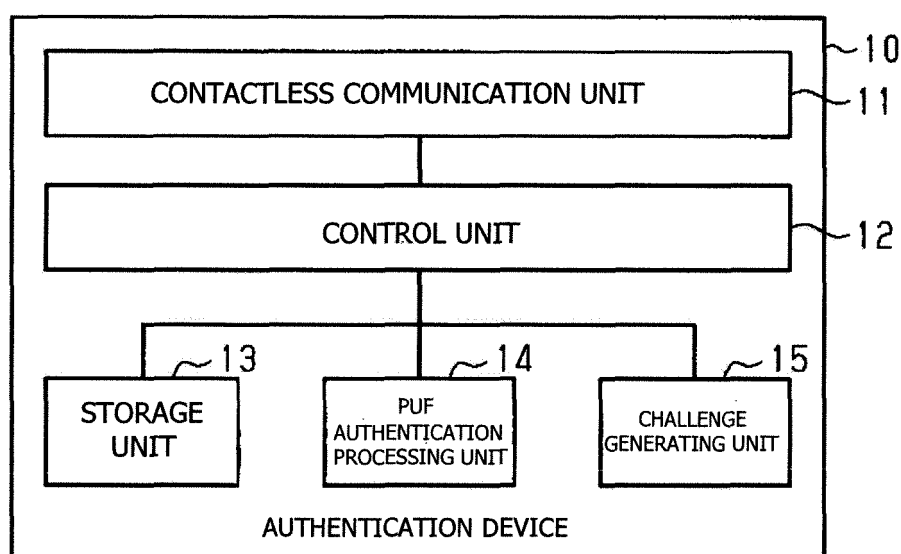 10
CONTACTLESS COMMUNICATION UNIT
11
CONTROL UNIT
12
13
14
15
STORAGE
UNIT
PUF
AUTHENTICATION
PROCESSING UNIT
CHALLENGE
GENERATING UNIT
AUTHENTICATION DEVICE